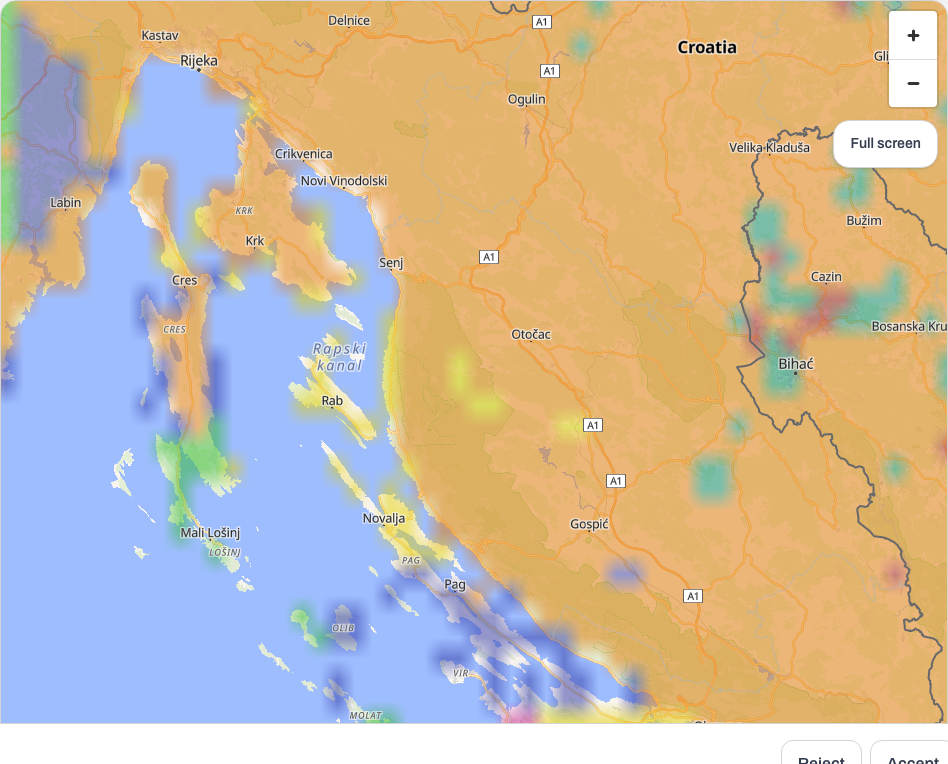 Delnice
A1
Kastav
Rijeka
Croatia
+
A1
−
Ogulin
Full screen
Velika Kladuša
Crikvenica
Novi Vinodolski
Labin
KRK
Krk
Bužim
A1
Senj
Cres
Cazin
CRES
Otočac
Rapski
kanal
Bihać
Rab
A1
A1
Novalja
Gospić
Mali Lošinj
LOŠINJ
PAG
Pag
A1
OLIB
VIR
MOLAT
Reject
Accept